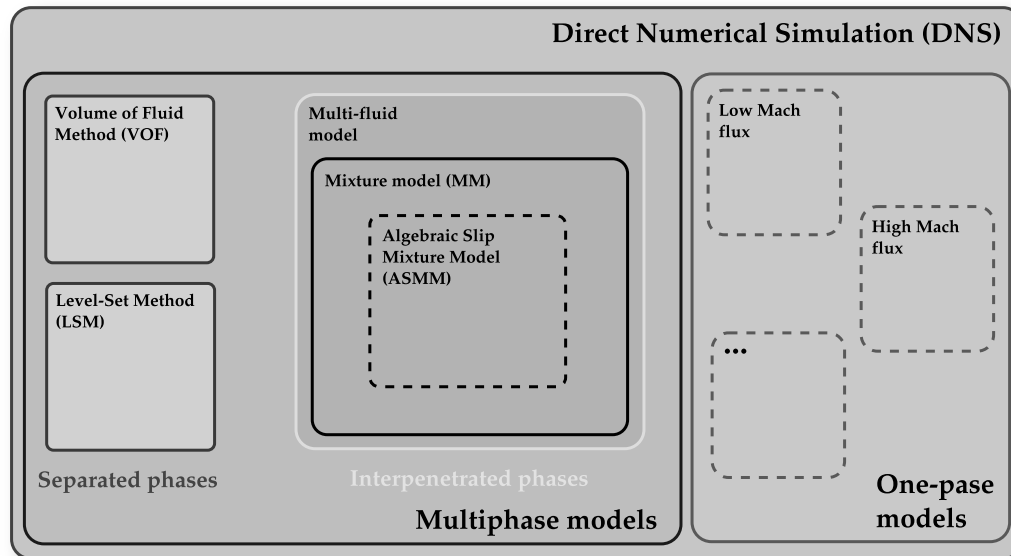 Direct Numerical Simulation (DNS)
Volume of Fluid
Method (VOF)
Level-Set Method
(LSM)
Separated phases
Multi-fluid
model
Mixture model (MM)
Algebraic Slip
Mixture Model
(ASMM)
Interpenetrated phases
Multiphase models
Low Mach
flux
High Mach
flux
...
One-pase
models